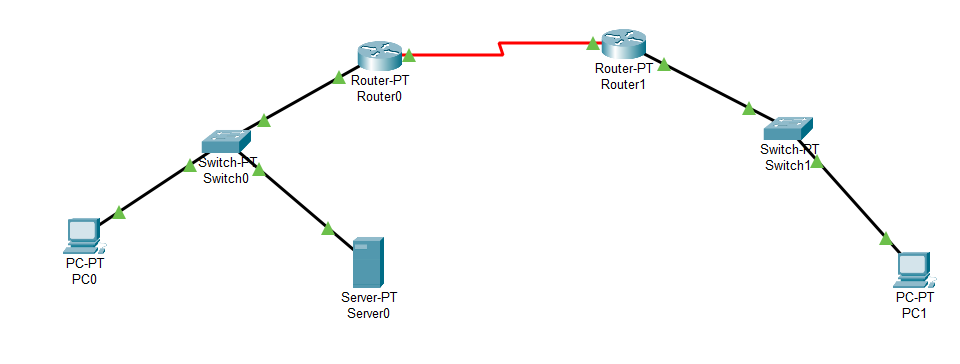 Router-PT
Router0
Router-PT
Router1
Switch-PT
Switch0
Switch-PT
Switch1
PC-PT
PC0
Server-PT
Server0
PC-PT
PC1